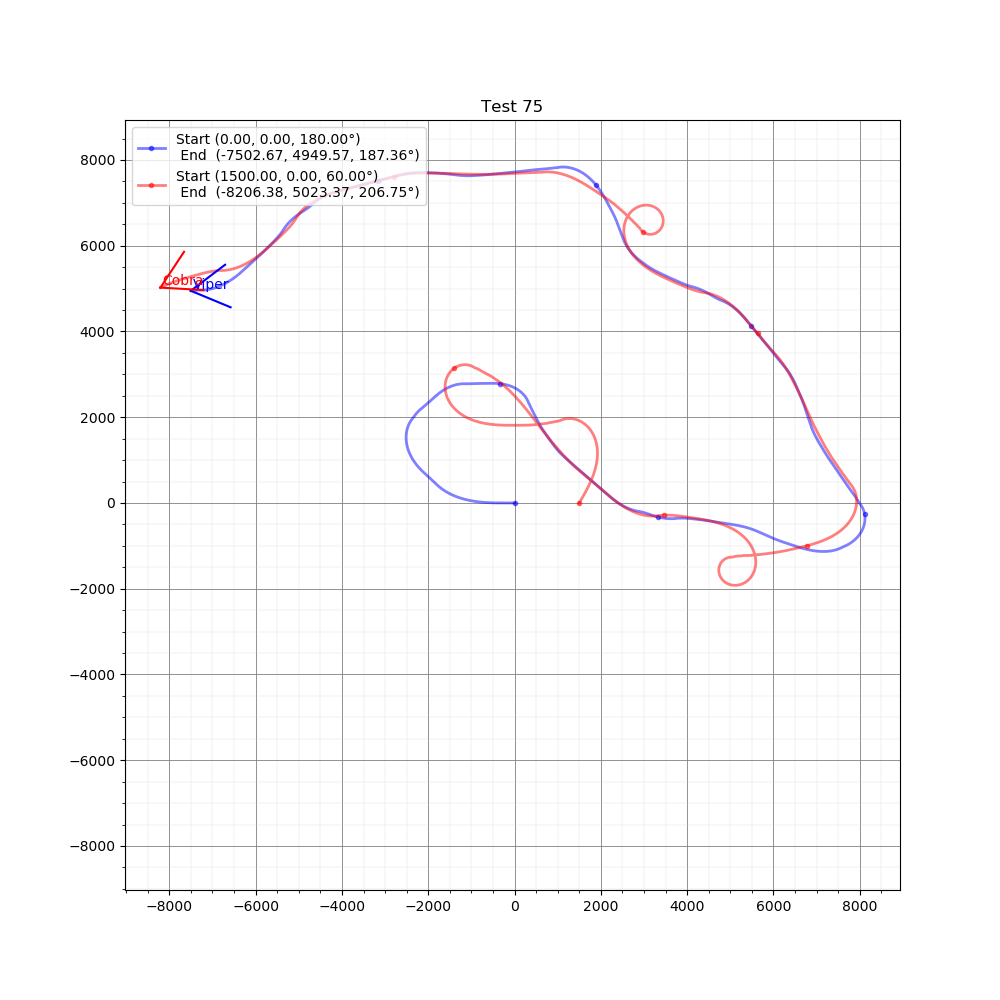 Test 75
Start (0.00, 0.00, 180.00°)
End (-7502.67, 4949.57, 187.36°)
Start (1500.00, 0.00, 60.00°)
End (-8206.38, 5023.37, 206.75°)
8000
6000
4000
2000
0
−2000
−4000
−6000
−8000
Cobra
Viper
−8000 −6000 −4000 −2000 0 2000 4000 6000 8000